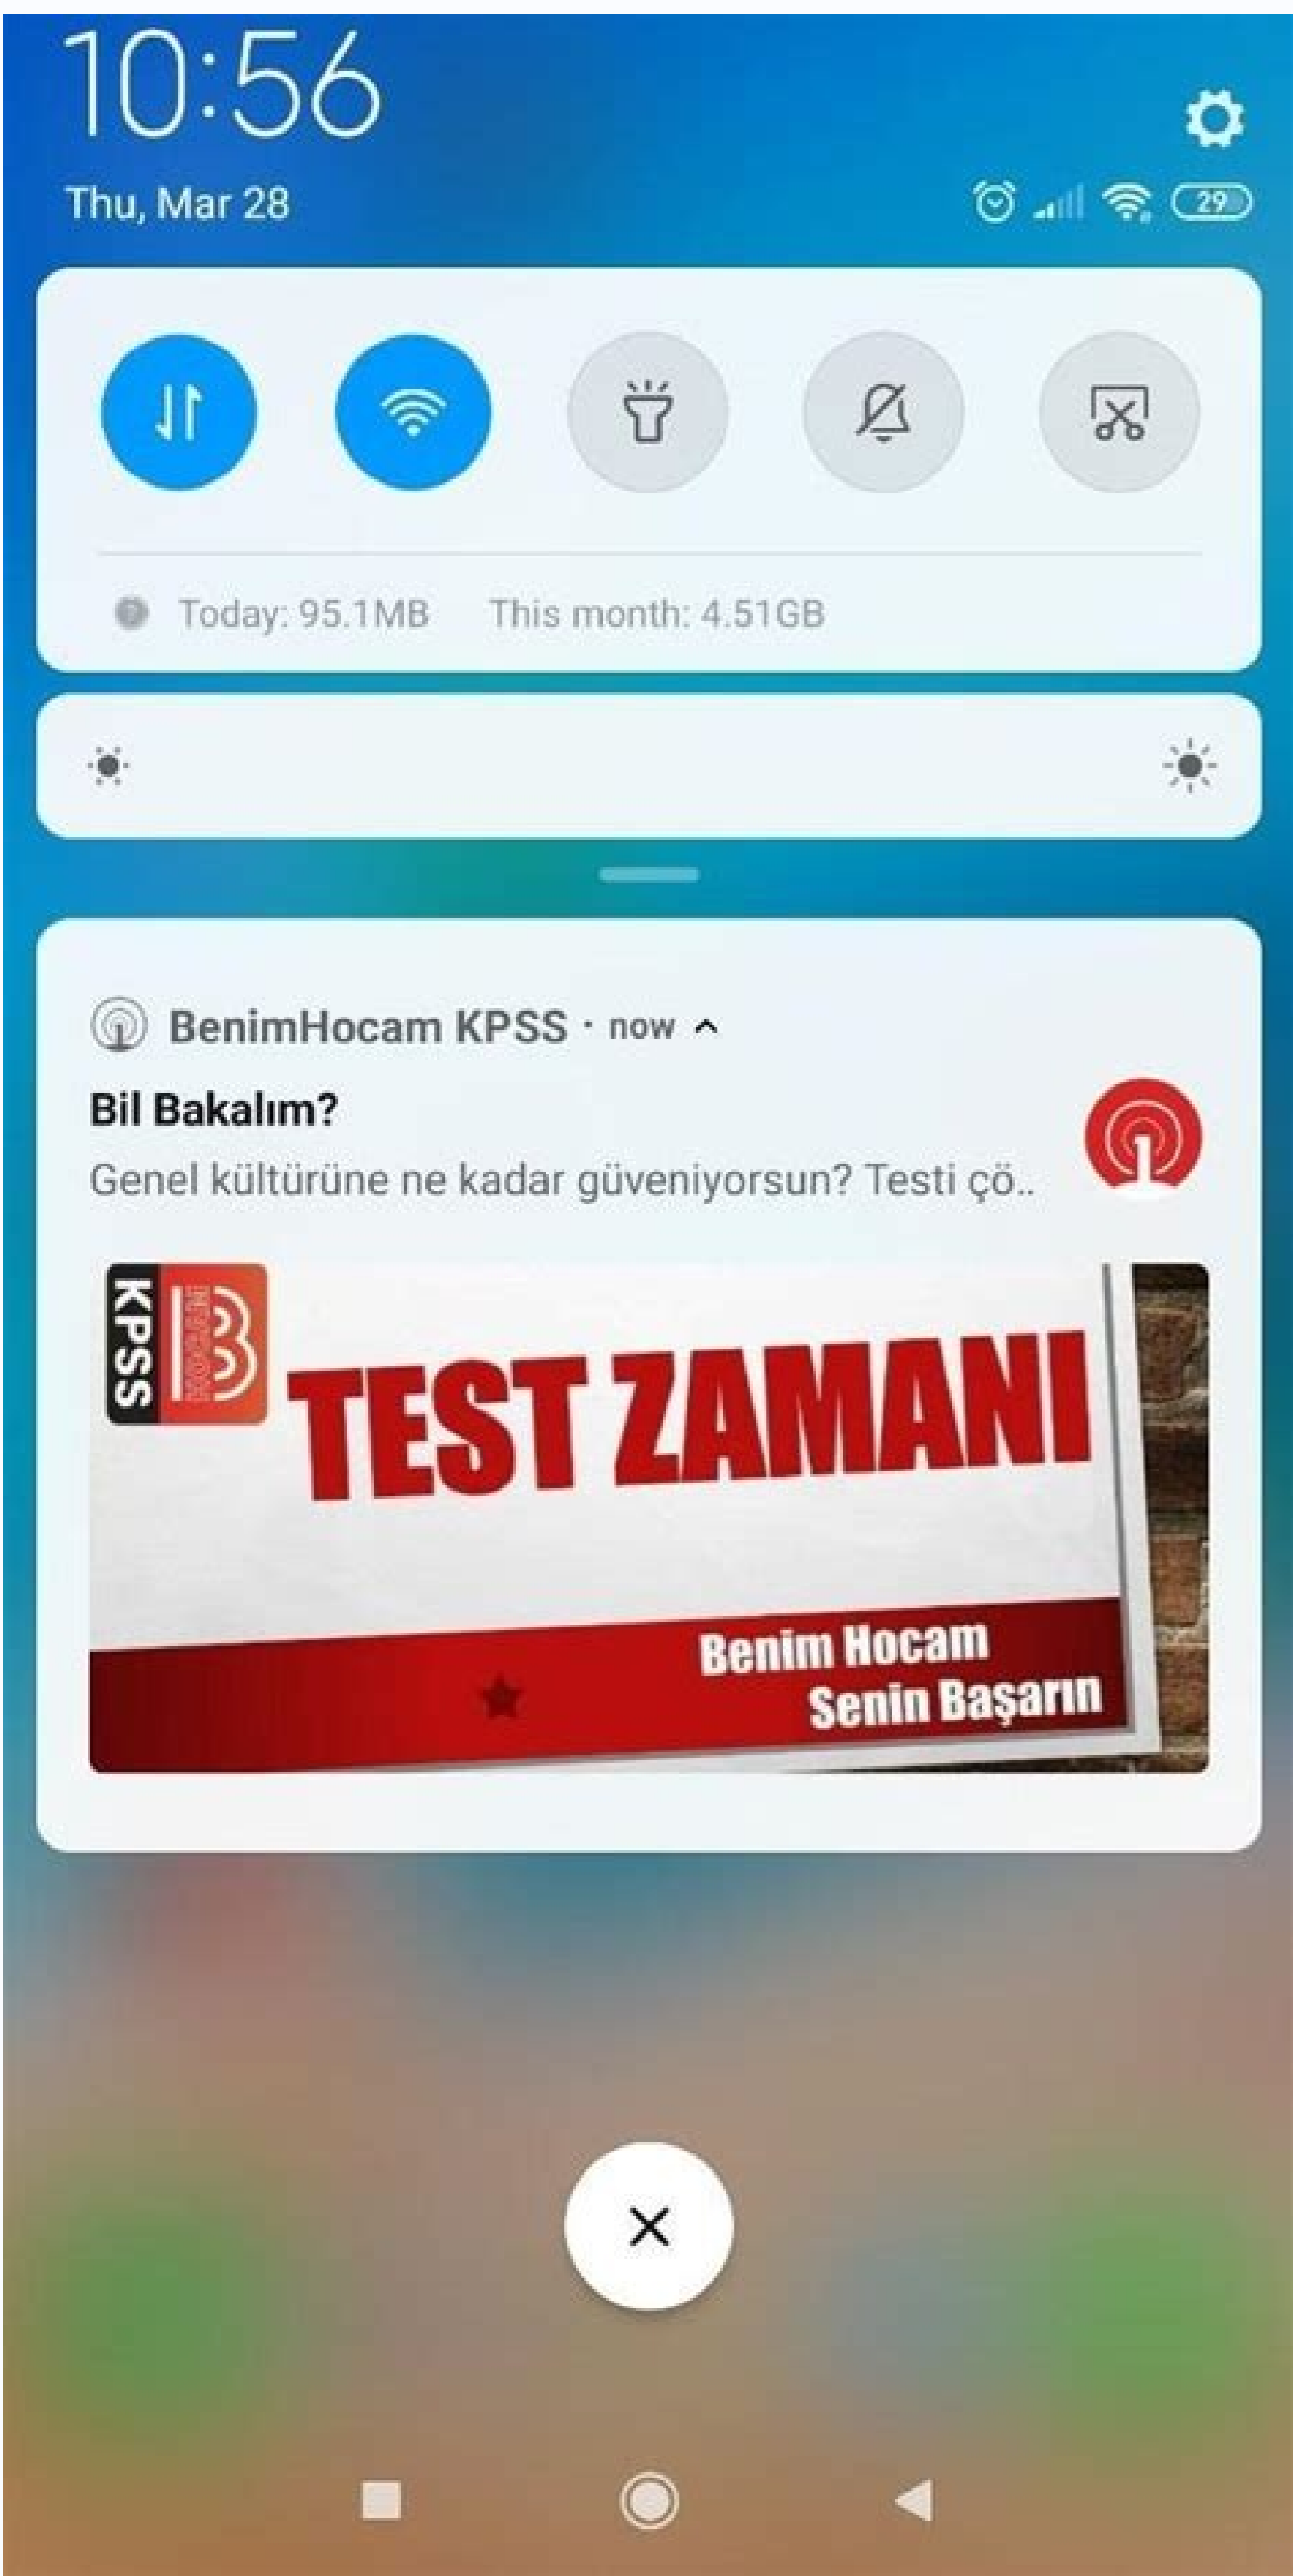 10:56
Thu, Mar 28
29
Today: 95.1MB This month: 4.51GB
BenimHocam KPSS · now
Bil Bakalım?
Genel kültürüne ne kadar güveniyorsun? Testi çö..
KPSS
HOCAM
TEST ZAMANI
Benim Hocam
Senin Başarın